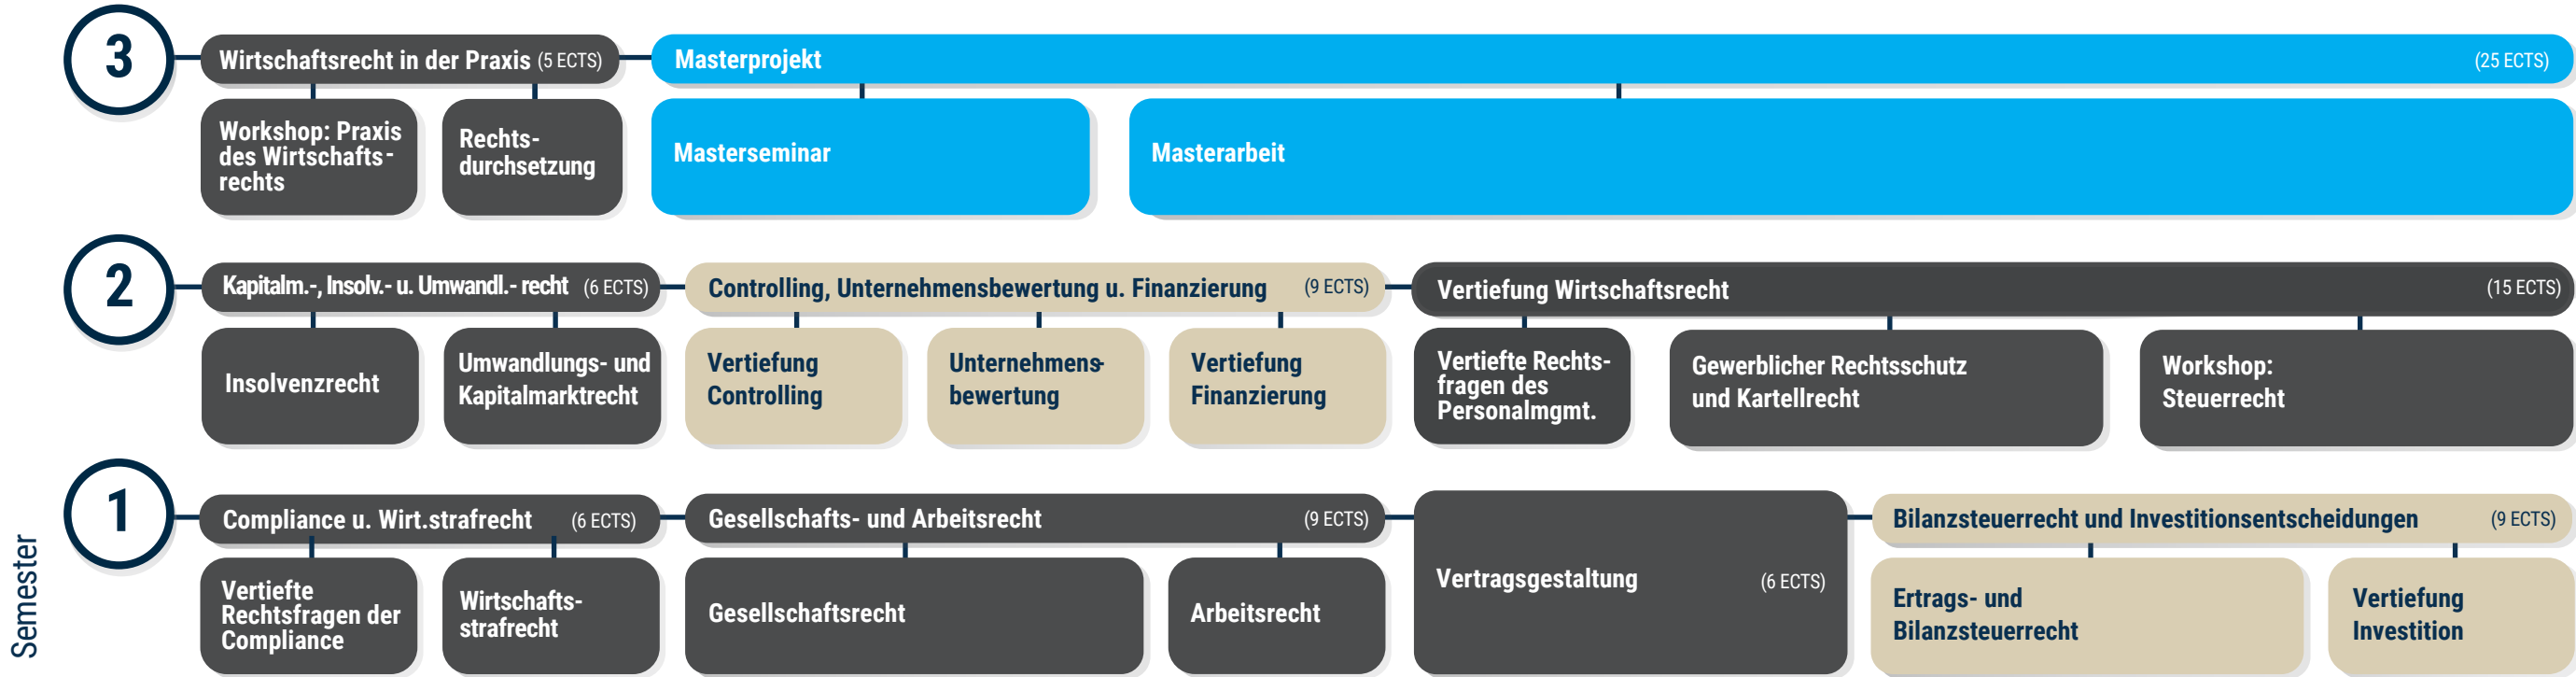 3
Wirtschaftsrecht in der Praxis (5 ECTS)
Masterprojekt (25 ECTS)
Workshop: Praxis
des Wirtschafts-
rechts
Rechts-
durchsetzung
Masterseminar
Masterarbeit
2
Kapitalm.-, Insolv.- u. Umwandl.- recht (6 ECTS)
Controlling, Unternehmensbewertung u. Finanzierung (9 ECTS)
Vertiefung Wirtschaftsrecht (15 ECTS)
Insolvenzrecht
Umwandlungs- und
Kapitalmarktrecht
Vertiefung
Controlling
Unternehmens-
bewertung
Vertiefung
Finanzierung
Vertiefte Rechts-
fragen des
Personalmgmt.
Gewerblicher Rechtsschutz
und Kartellrecht
Workshop:
Steuerrecht
Semester
1
Compliance u. Wirt.strafrecht (6 ECTS)
Gesellschafts- und Arbeitsrecht (9 ECTS)
Vertragsgestaltung (6 ECTS)
Bilanzsteuerrecht und Investitionsentscheidungen (9 ECTS)
Vertiefte
Rechtsfragen der
Compliance
Wirtschafts-
strafrecht
Gesellschaftsrecht
Arbeitsrecht
Ertrags- und
Bilanzsteuerrecht
Vertiefung
Investition